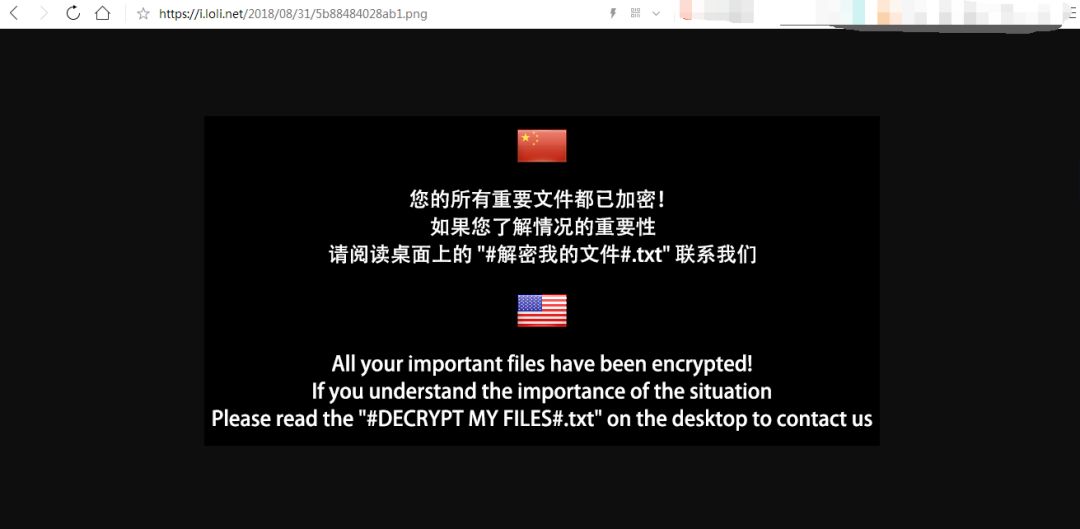 https://i.loli.net/2018/08/31/5b88484028ab1.png
您的所有重要文件都已加密！
如果您了解情况的重要性
请阅读桌面上的 "#解密我的文件#.txt" 联系我们
All your important files have been encrypted!
If you understand the importance of the situation
Please read the "#DECRYPT MY FILES#.txt" on the desktop to contact us